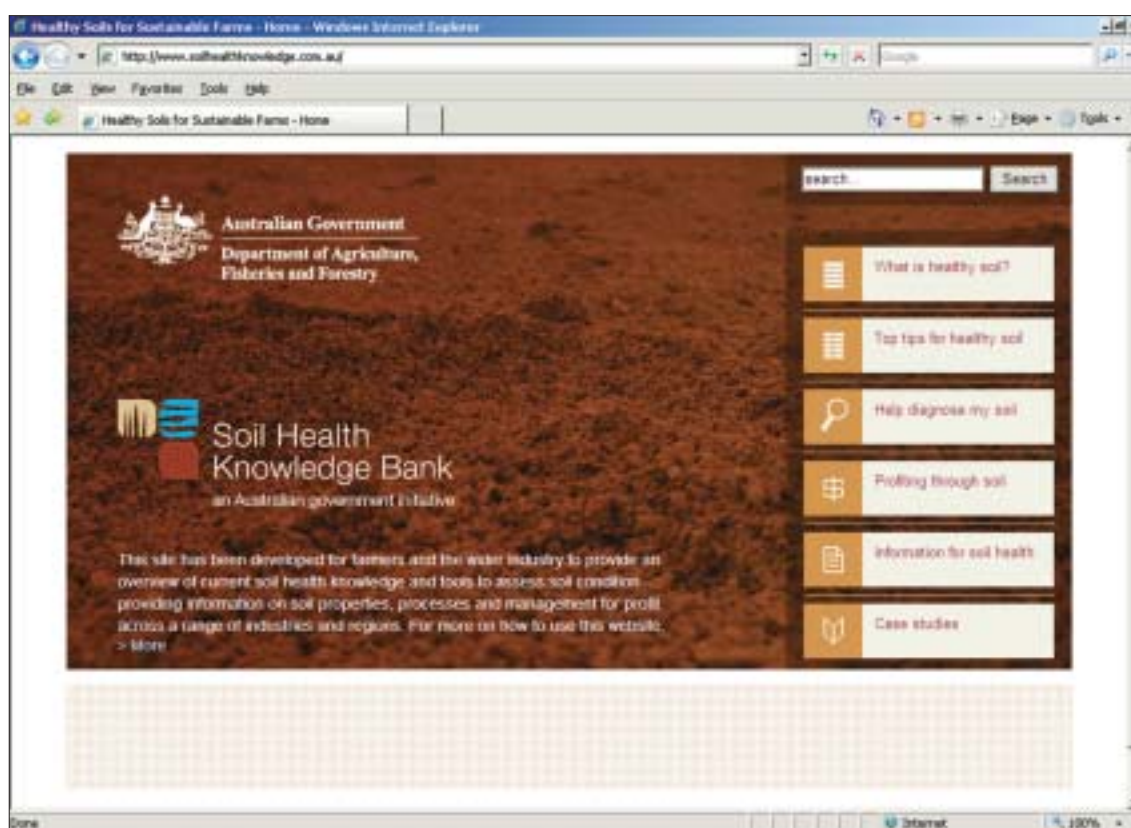 Healthy Soils for Sustainable Farms - Home - Windows Internet Explorer
http://www.soilhealthknowledge.com.au/
Google
File Edit View Favorites Tools Help
Healthy Soils for Sustainable Farms - Home
Page Tools
search...
Search
Australian Government
Department of Agriculture,
Fisheries and Forestry
What is healthy soil?
Top tips for healthy soil
Help diagnose my soil
Profiting through soil
Information for soil health
Case studies
Soil Health
Knowledge Bank
an Australian government initiative
This site has been developed for farmers and the wider industry to provide an
overview of current soil health knowledge and tools to assess soil condition
providing information on soil properties, processes and management for profit
across a range of industries and regions. For more on how to use this website,
> More
Done
Internet
100%